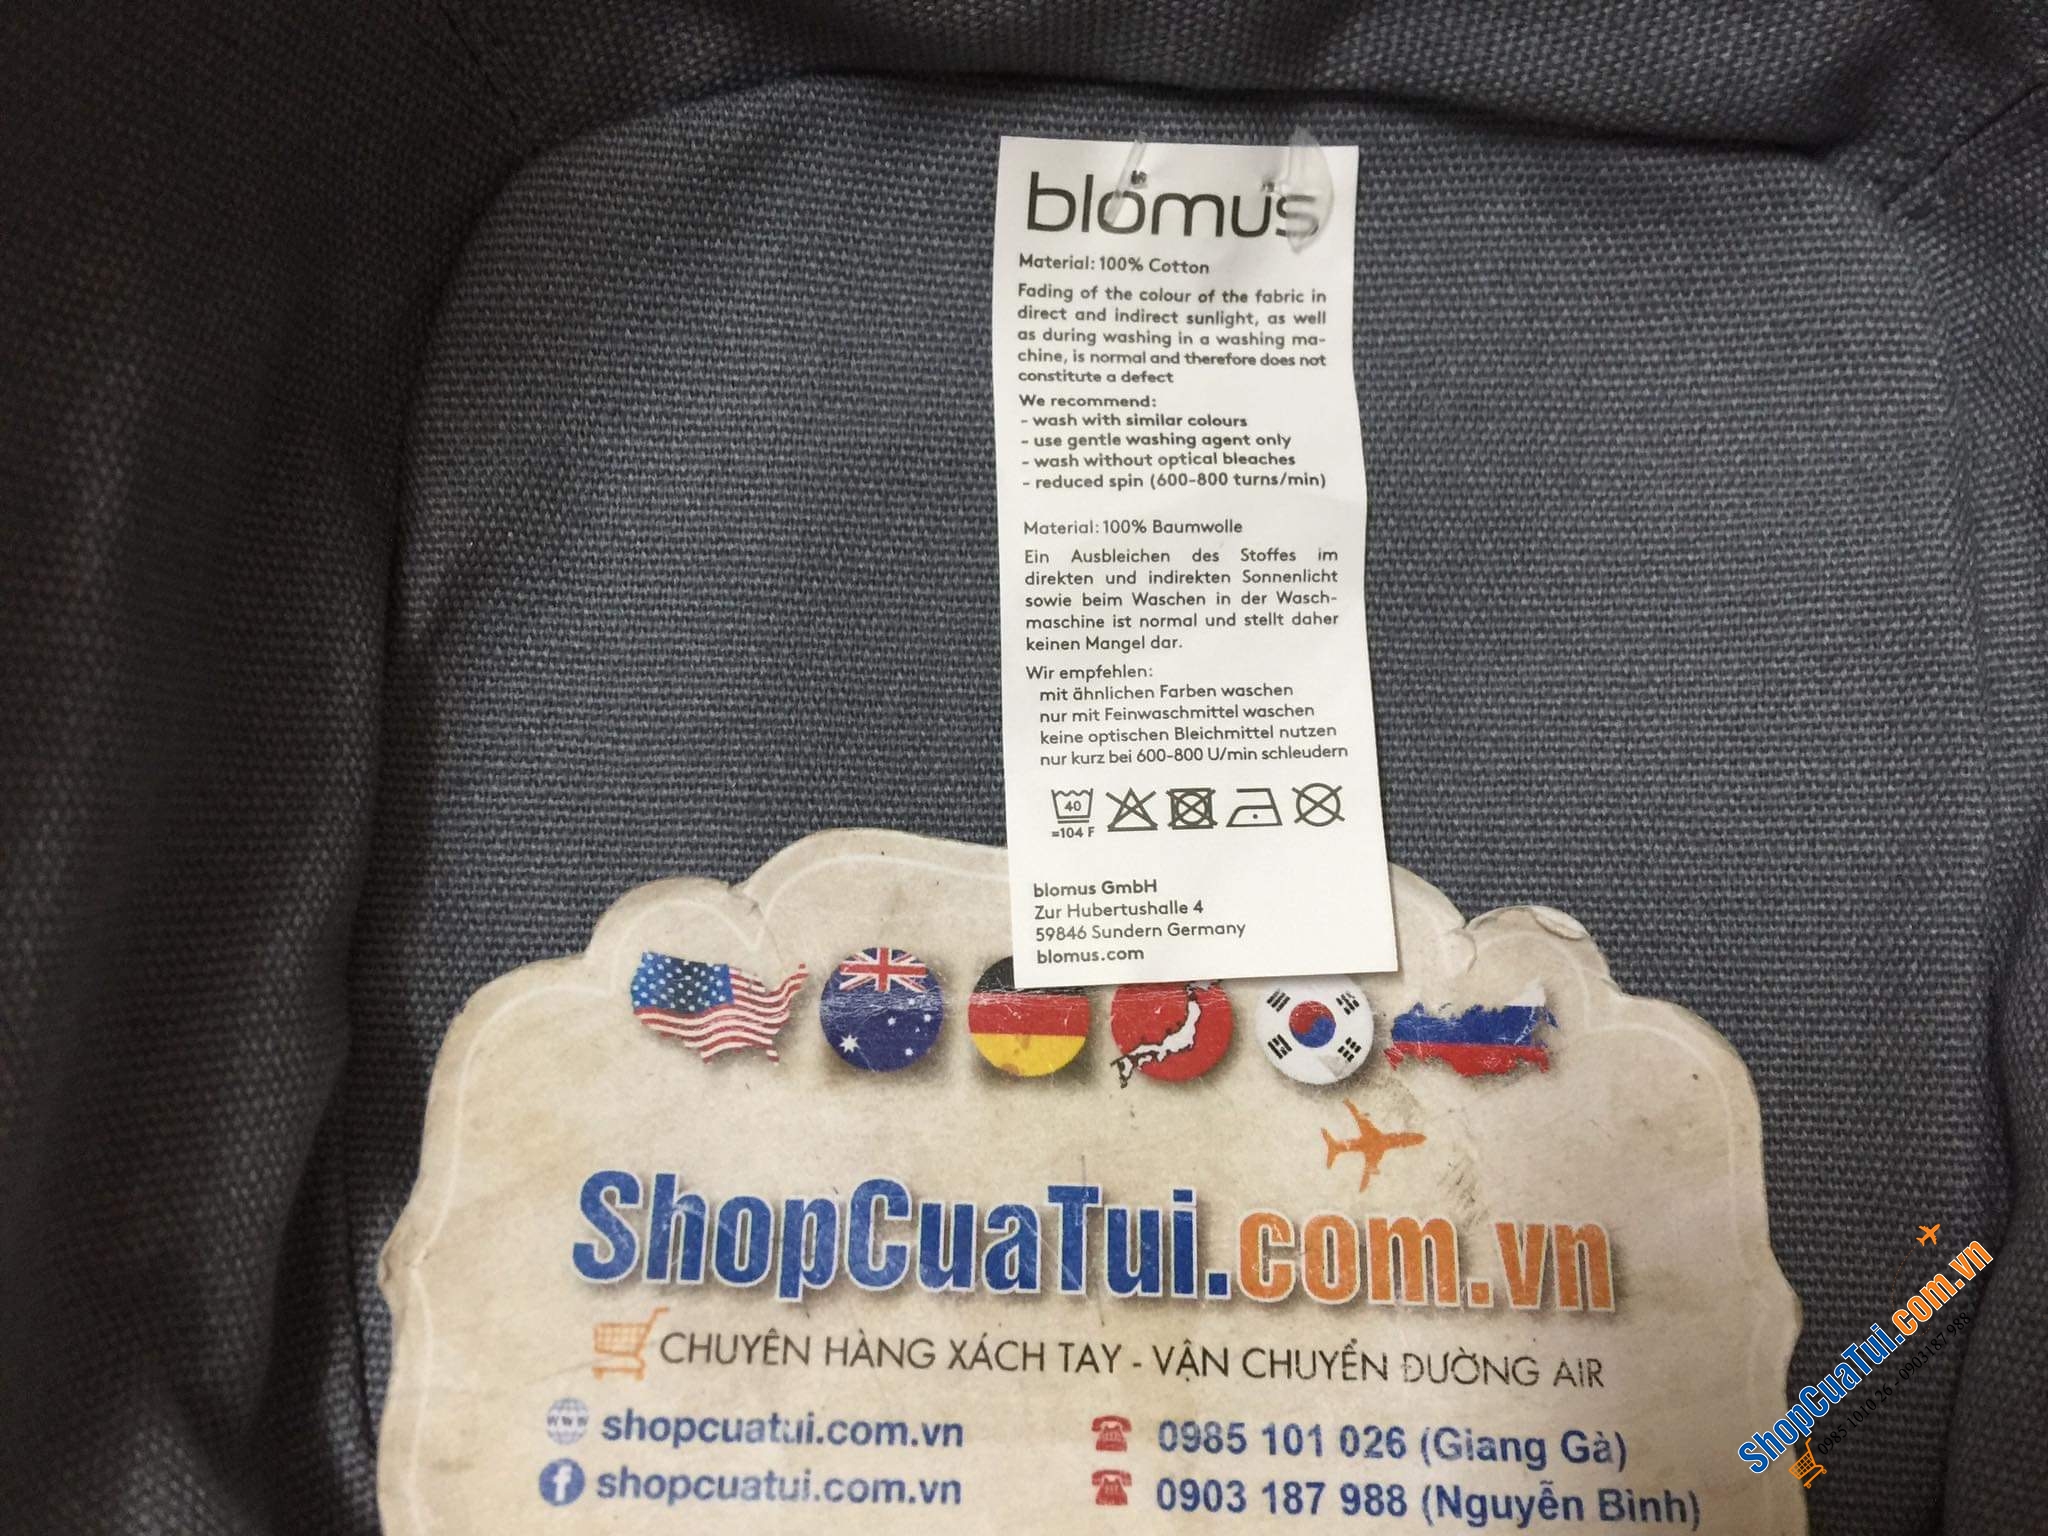 blomus
Material: 100% Cotton
Fading of the colour of the fabric in
direct and indirect sunlight, as well
as during washing in a washing ma-
chine, is normal and therefore does not
constitute a defect
We recommend:
- wash with similar colours
- use gentle washing agent only
- wash without optical bleaches
- reduced spin (600-800 turns/min)
Material: 100% Baumwolle
Ein Ausbleichen des Stoffes im
direkten und indirekten Sonnenlicht
sowie beim Waschen in der Wasch-
maschine ist normal und stellt daher
keinen Mangel dar.
Wir empfehlen:
mit ähnlichen Farben waschen
nur mit Feinwaschmittel waschen
keine optischen Bleichmittel nutzen
nur kurz bei 600-800 U/min schleudern
40
=104 F
blomus GmbH
Zur Hubertushalle 4
59846 Sundern Germany
blomus.com
ShopCuaTui.com.vn
CHUYÊN HÀNG XÁCH TAY - VẬN CHUYỂN ĐƯỜNG AIR
www shopcuatui.com.vn
0985 101 026 (Giang Gà)
f shopcuatui.com.vn
0903 187 988 (Nguyễn Bình)
ShopCuaTui.com.vn
0985 1010 26 - 0903 187 988